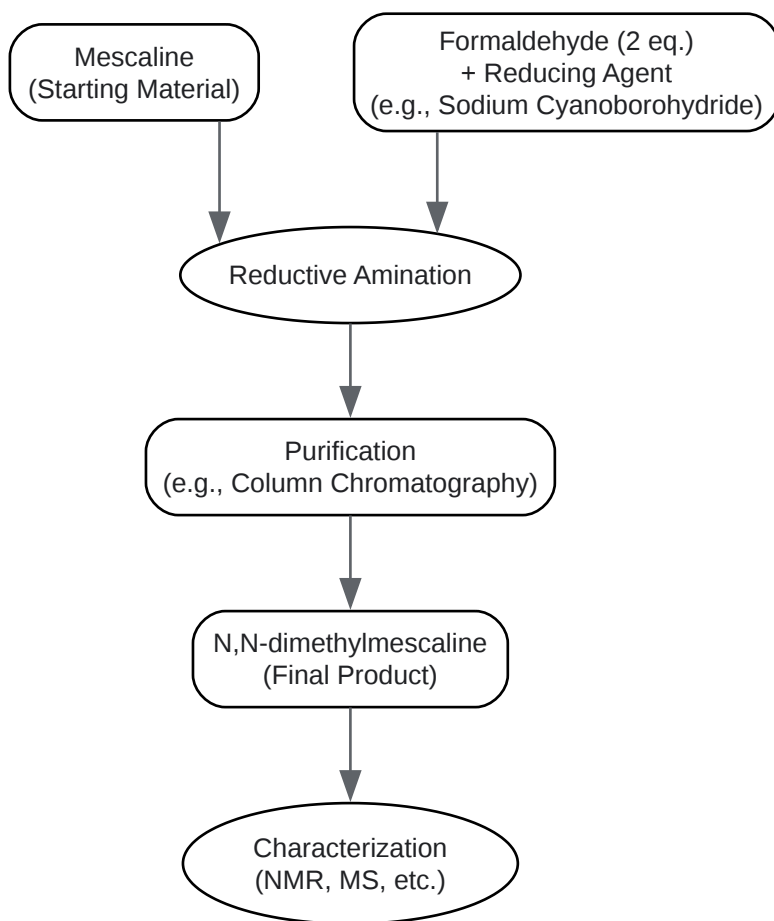 Mescaline
(Starting Material)
Formaldehyde (2 eq.)
+ Reducing Agent
(e.g., Sodium Cyanoborohydride)
Reductive Amination
Purification
(e.g., Column Chromatography)
N,N-dimethylmescaline
(Final Product)
Characterization
(NMR, MS, etc.)